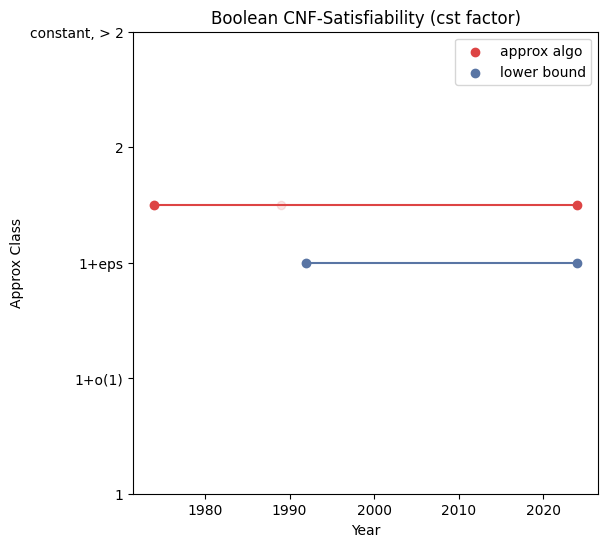 Boolean CNF-Satisfiability (cst factor)
constant, > 2
2
1+eps
1+o(1)
1
Approx Class
approx algo
lower bound
1980 1990 2000 2010 2020
Year